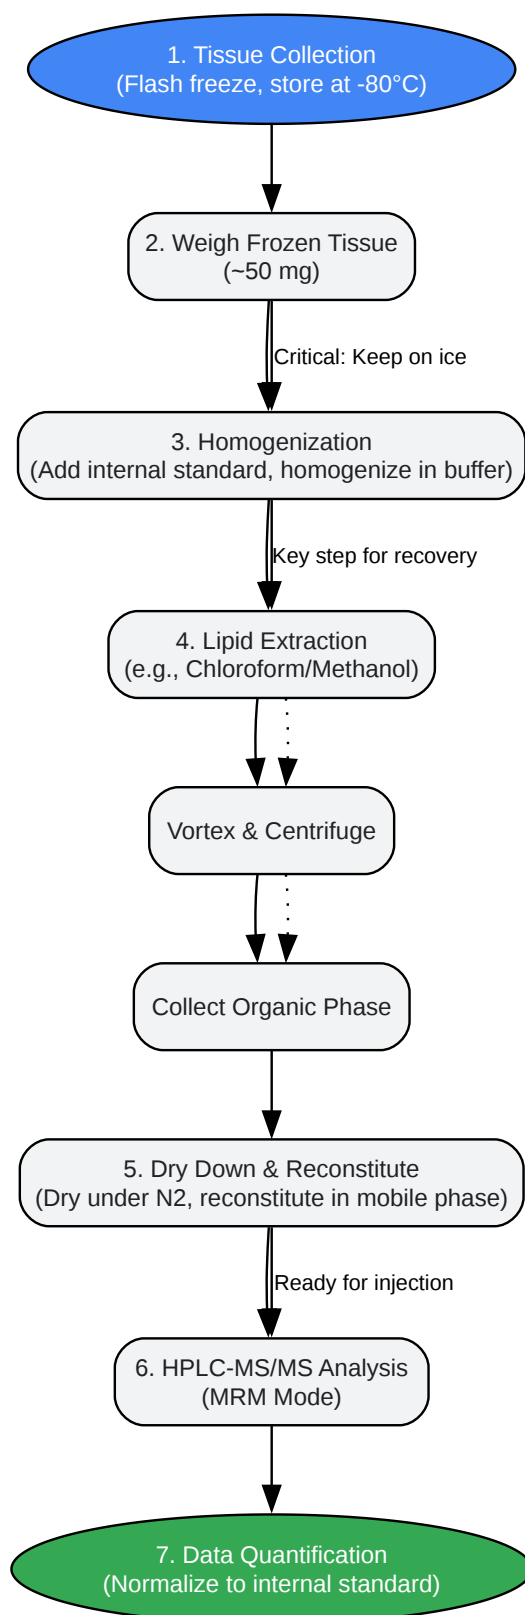 1. Tissue Collection
(Flash freeze, store at -80°C)
2. Weigh Frozen Tissue
(~50 mg)
Critical: Keep on ice
3. Homogenization
(Add internal standard, homogenize in buffer)
Key step for recovery
4. Lipid Extraction
(e.g., Chloroform/Methanol)
Vortex & Centrifuge
Collect Organic Phase
5. Dry Down & Reconstitute
(Dry under N2, reconstitute in mobile phase)
Ready for injection
6. HPLC-MS/MS Analysis
(MRM Mode)
7. Data Quantification
(Normalize to internal standard)